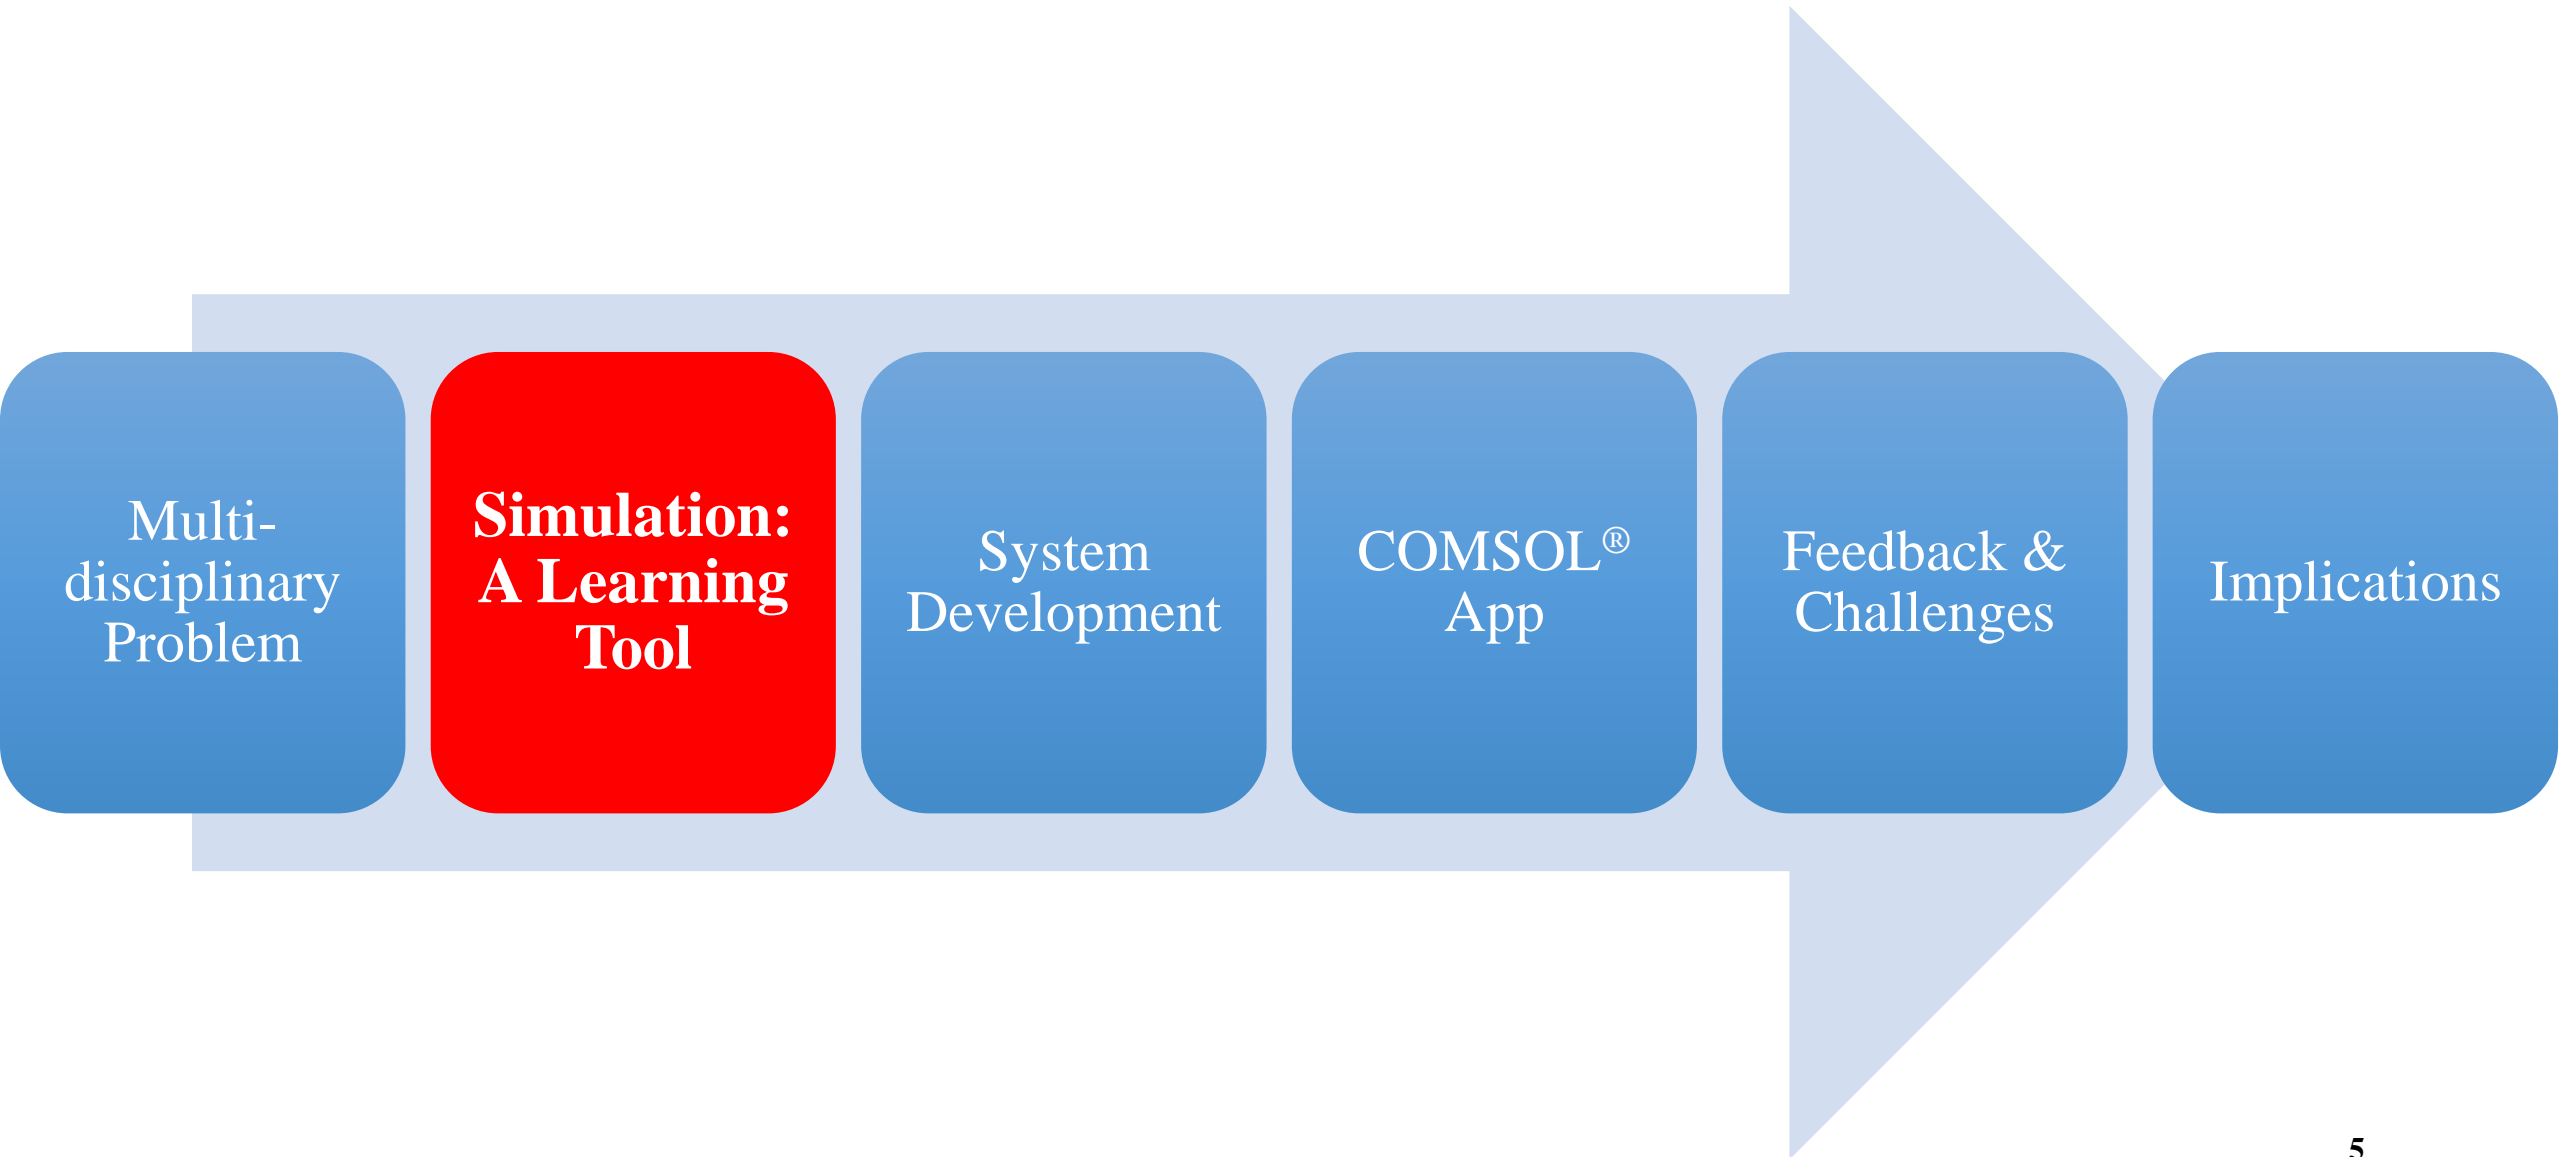 Multi-
disciplinary
Problem
Simulation:
A Learning
Tool
System
Development
COMSOL®
App
Feedback &
Challenges
Implications
5